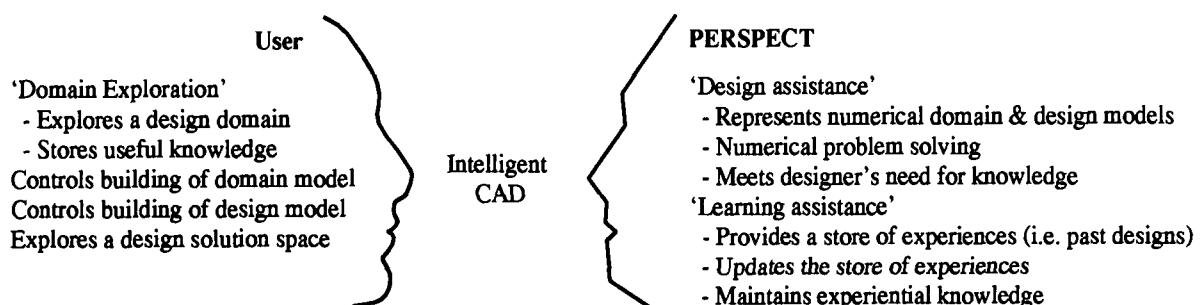 User
'Domain Exploration'
- Explores a design domain
- Stores useful knowledge
Controls building of domain model
Controls building of design model
Explores a design solution space
Intelligent
CAD
PERSPECT
'Design assistance'
- Represents numerical domain & design models
- Numerical problem solving
- Meets designer's need for knowledge
'Learning assistance'
- Provides a store of experiences (i.e. past designs)
- Updates the store of experiences
- Maintains experiential knowledge